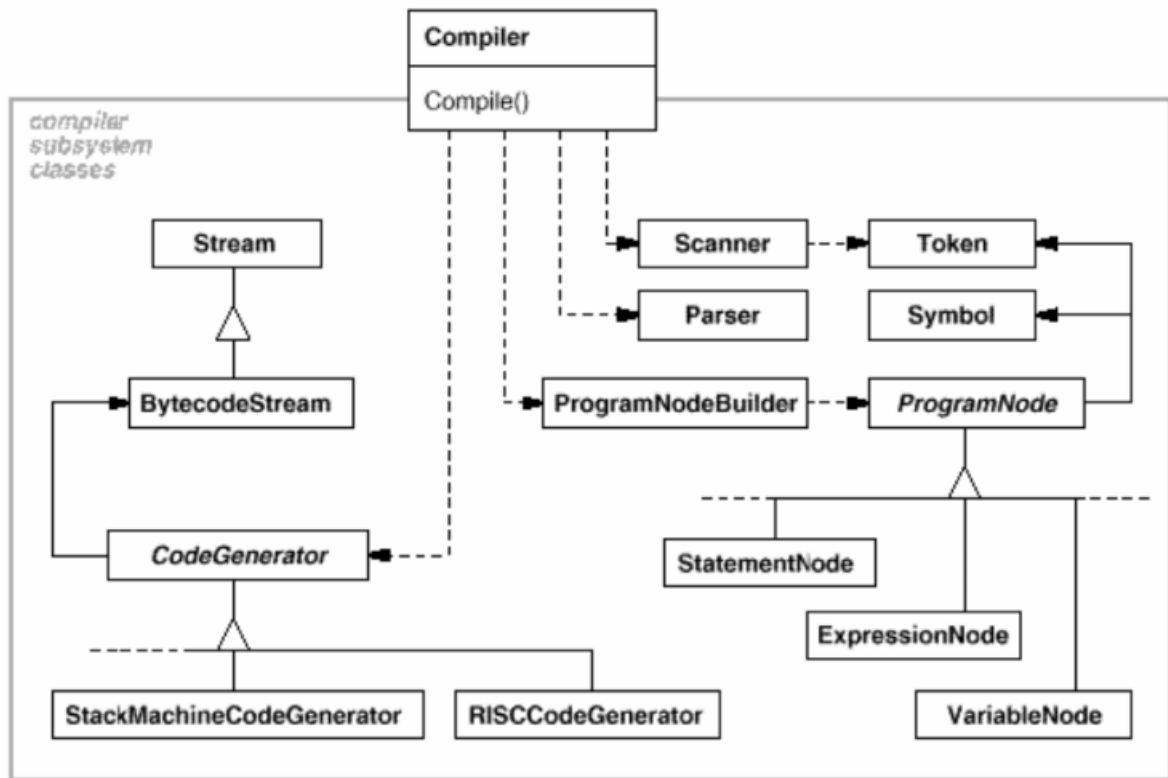 Compiler
Compile()
compiler
subsystem
classes
Stream
Scanner
Token
Parser
Symbol
BytecodeStream
ProgramNodeBuilder
ProgramNode
CodeGenerator
StatementNode
ExpressionNode
StackMachineCodeGenerator
RISCCodeGenerator
VariableNode